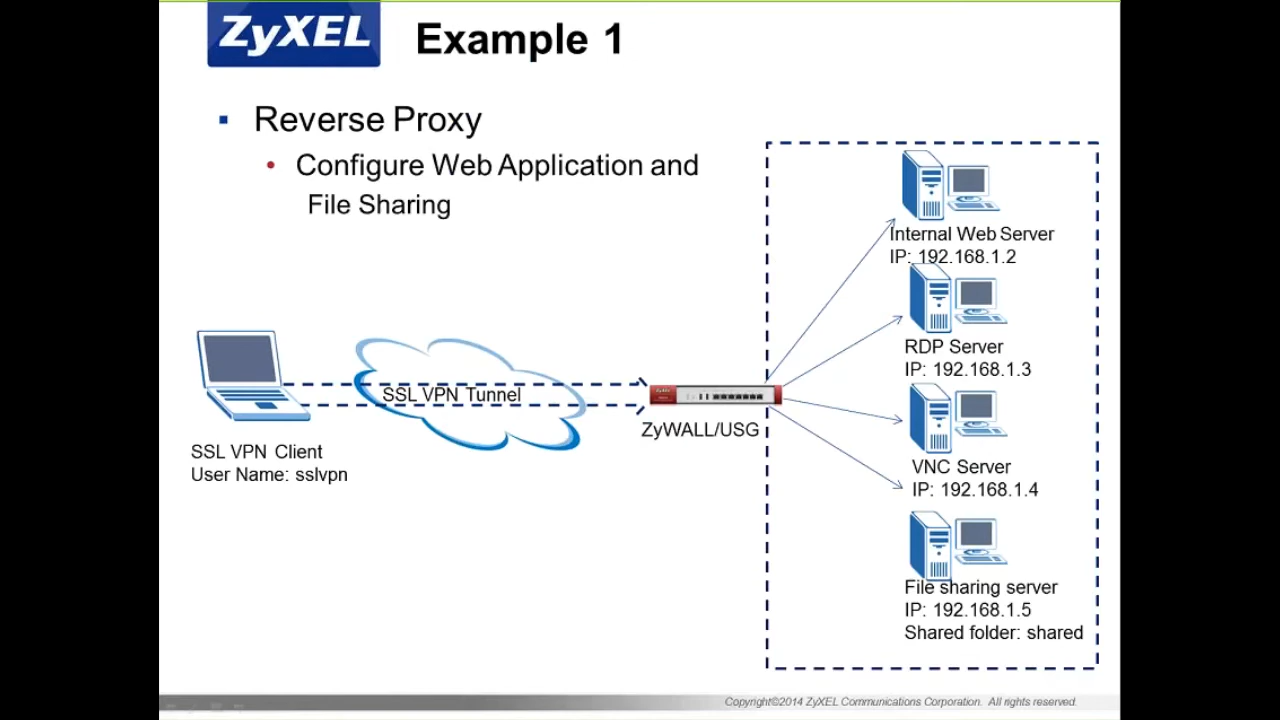 ZyXEL
Example 1
Reverse Proxy
Configure Web Application and
File Sharing
Internal Web Server
IP: 192.168.1.2
RDP Server
IP: 192.168.1.3
SSL VPN Tunnel
ZyWALL/USG
SSL VPN Client
User Name: sslvpn
VNC Server
IP: 192.168.1.4
File sharing server
IP: 192.168.1.5
Shared folder: shared
Copyright©2014 ZyXEL Communications Corporation. All rights reserved.